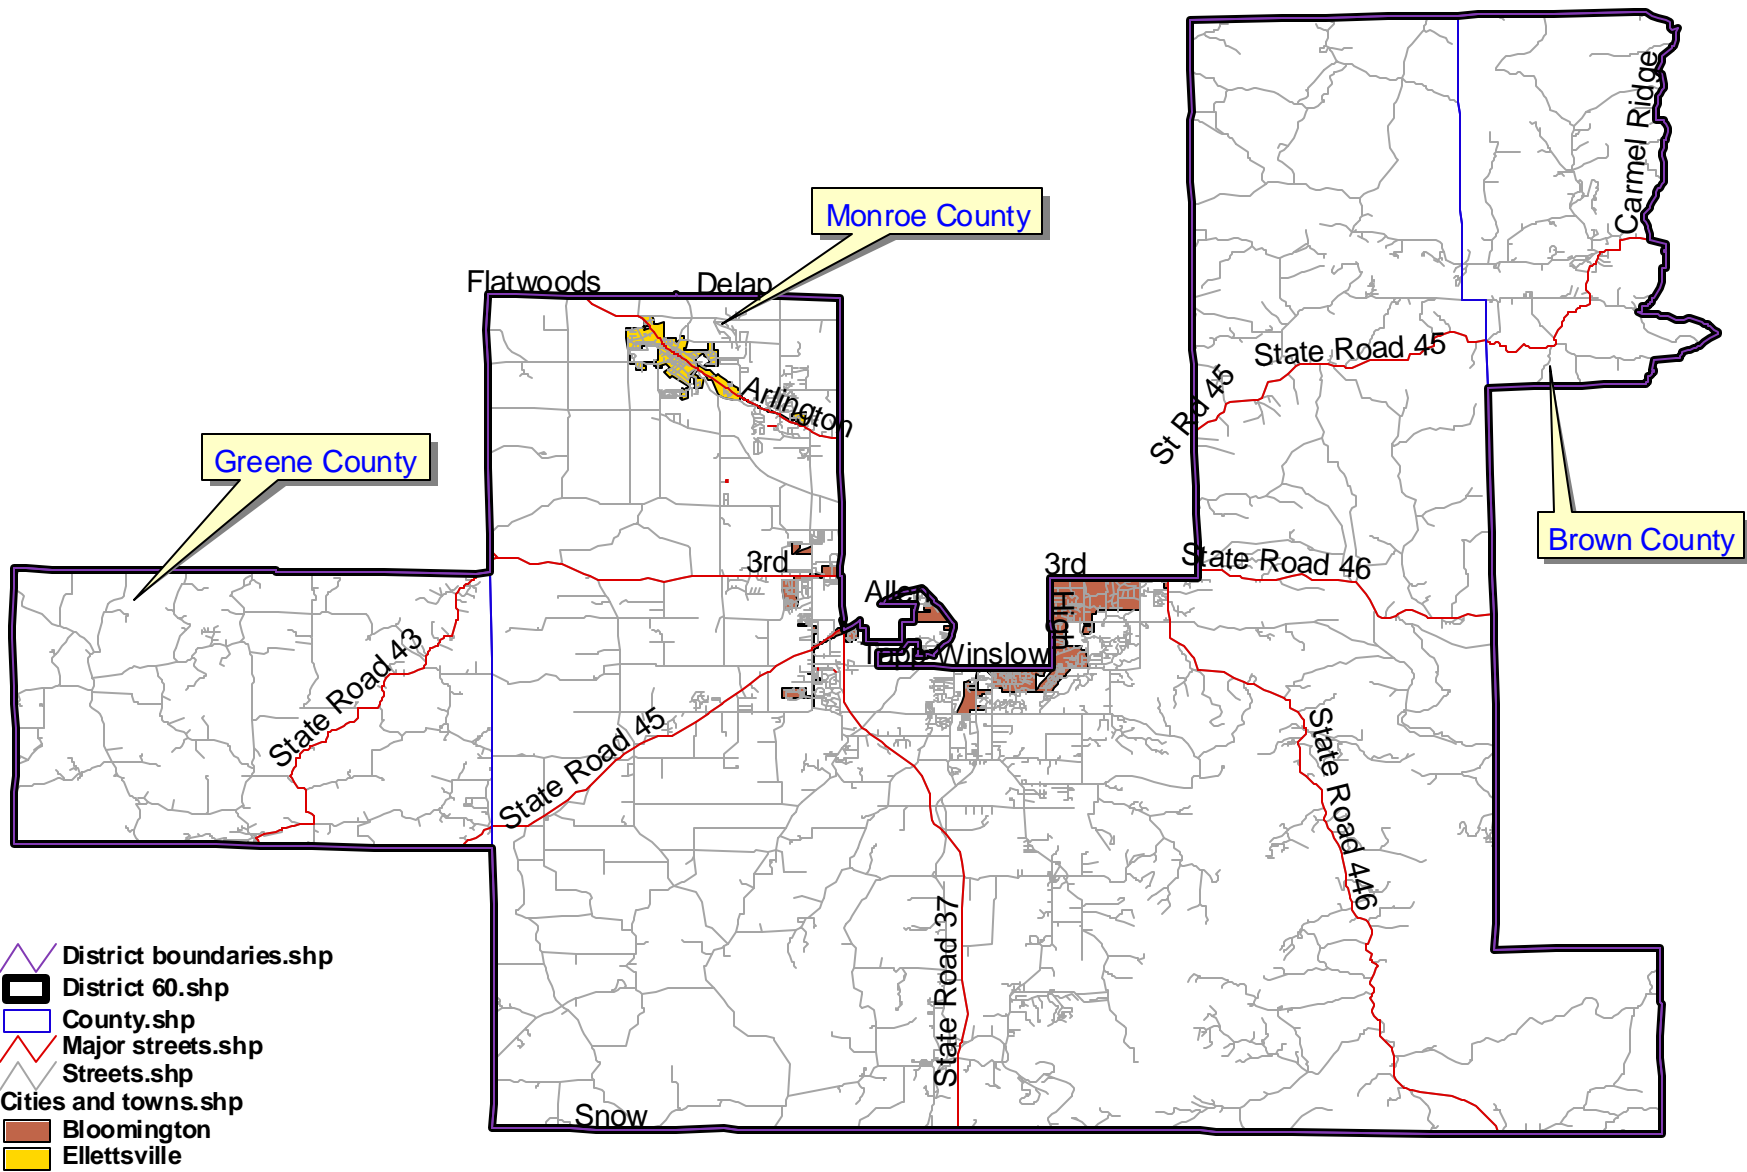 Carmel Ridge
Monroe County
Flatwoods
Delap
State Road 45
St Rd 45
Arlington
Greene County
Brown County
3rd
3rd
State Road 46
Allen
High
Tapp
Winslow
State Road 43
State Road 45
State Road 446
State Road 37
Snow
District boundaries.shp
District 60.shp
County.shp
Major streets.shp
Streets.shp
Cities and towns.shp
Bloomington
Ellettsville